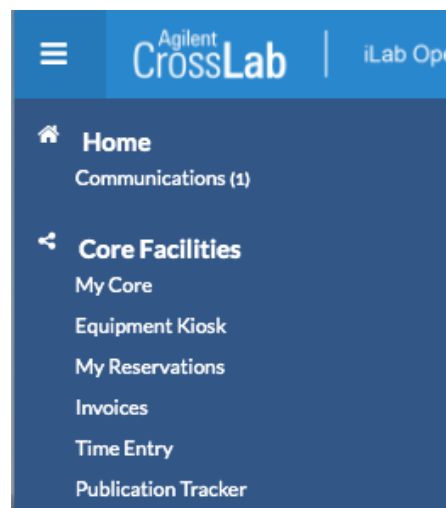 Agilent
CrossLab
iLab Ope
Home
Communications (1)
Core Facilities
My Core
Equipment Kiosk
My Reservations
Invoices
Time Entry
Publication Tracker